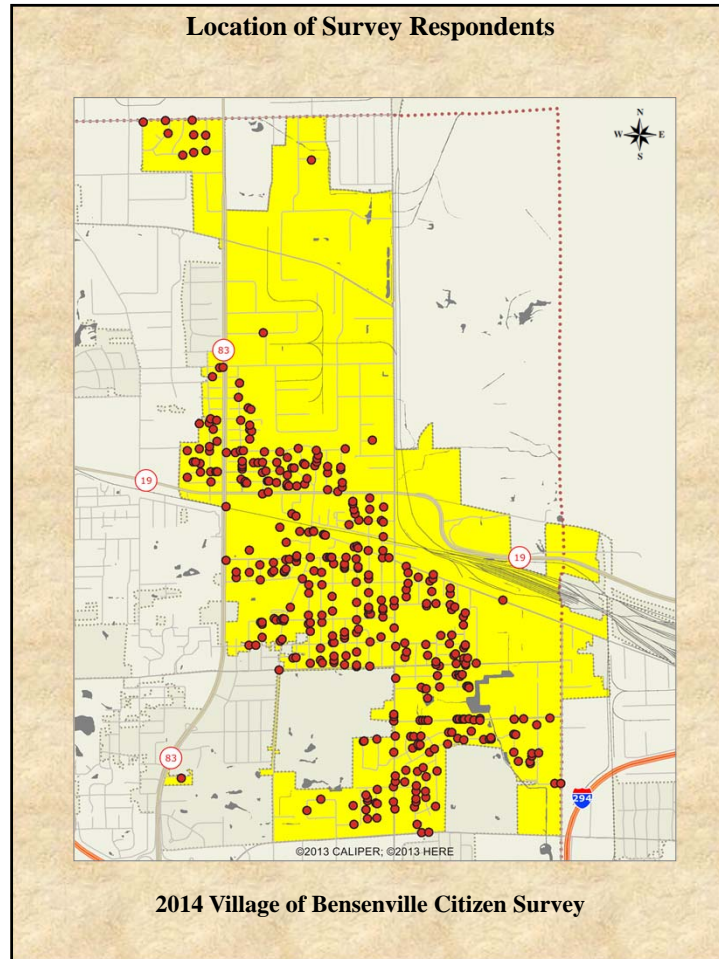 Location of Survey Respondents
N
W E
S
83
19
19
83
294
©2013 CALIPER; ©2013 HERE
2014 Village of Bensenville Citizen Survey